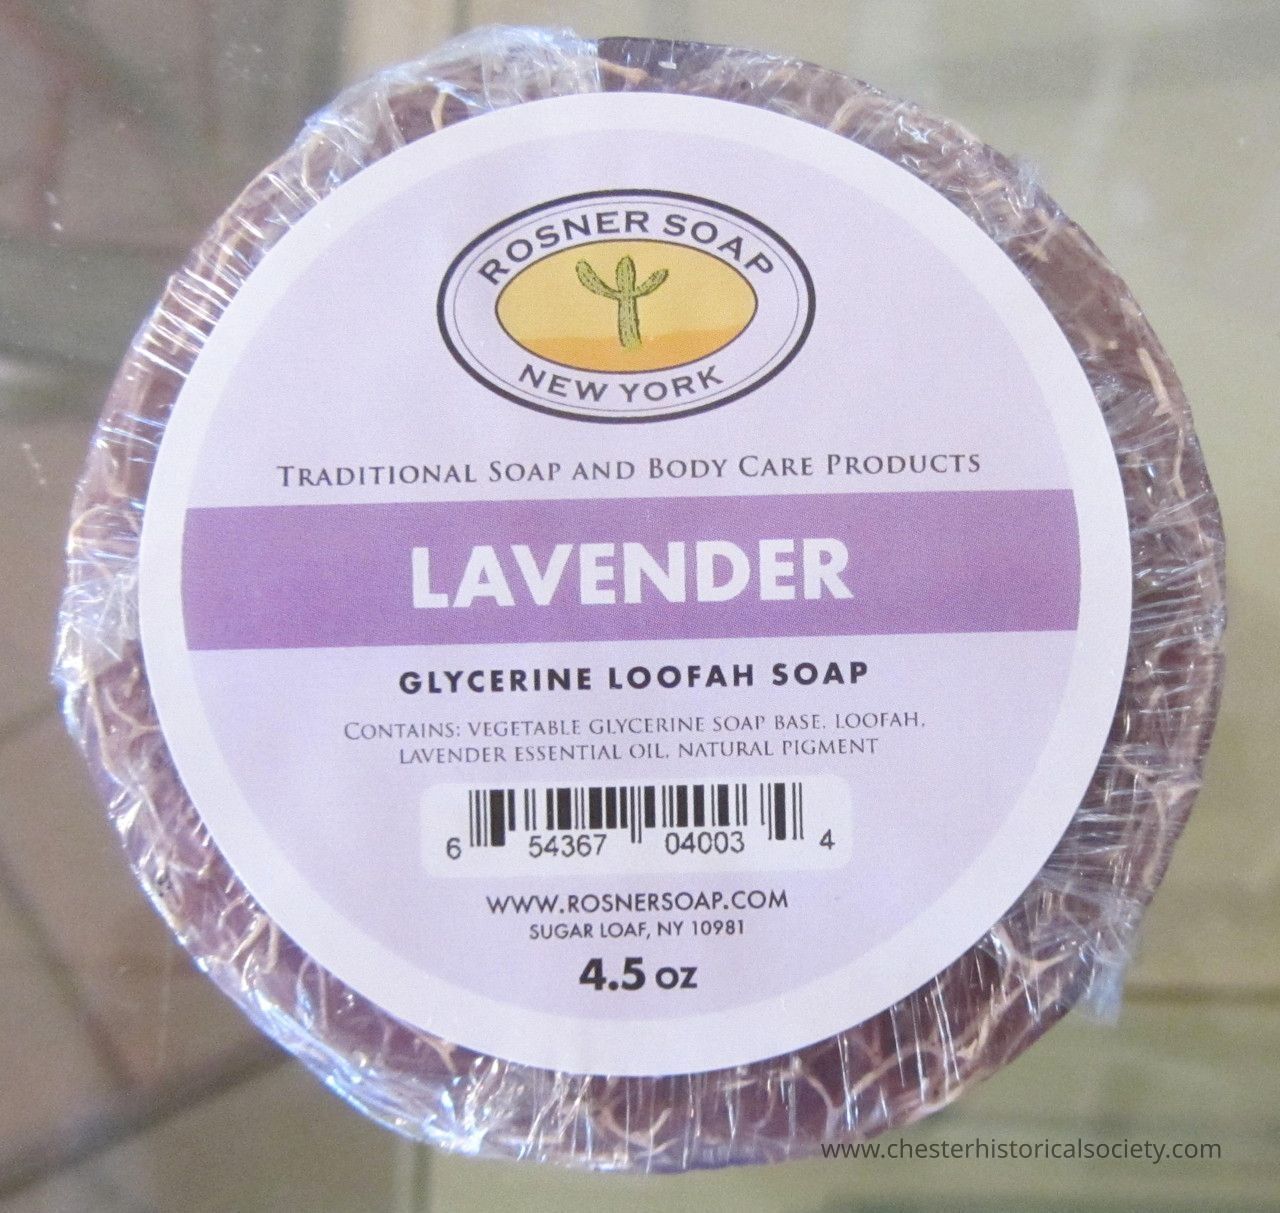 ROSNER SOAP
NEW YORK
TRADITIONAL SOAP AND BODY CARE PRODUCTS
LAVENDER
GLYCERINE LOOFAH SOAP
CONTAINS: VEGETABLE GLYCERINE SOAP BASE, LOOFAH,
LAVENDER ESSENTIAL OIL, NATURAL PIGMENT
6 54367 04003 4
WWW.ROSNERSOAP.COM
SUGAR LOAF, NY 10981
4.5 OZ
www.chesterhistoricalsociety.com